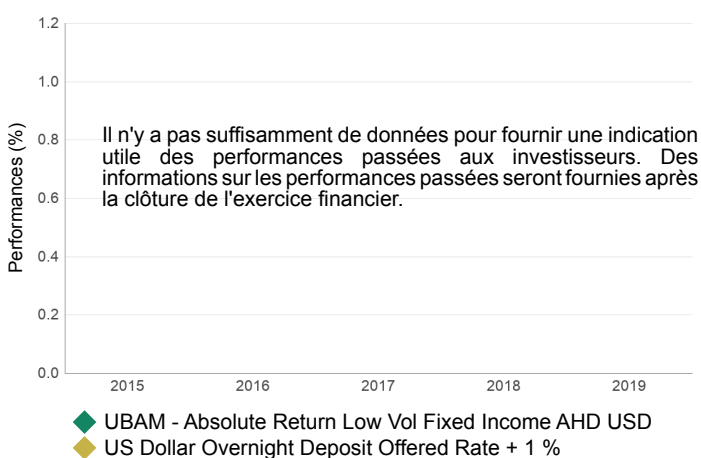 1.2
1.0
0.8
0.6
0.4
0.2
0.0
Performances (%)
Il n'y a pas suffisamment de données pour fournir une indication
utile des performances passées aux investisseurs. Des
informations sur les performances passées seront fournies après
la clôture de l'exercice financier.
2015 2016 2017 2018 2019
UBAM - Absolute Return Low Vol Fixed Income AHD USD
US Dollar Overnight Deposit Offered Rate + 1 %